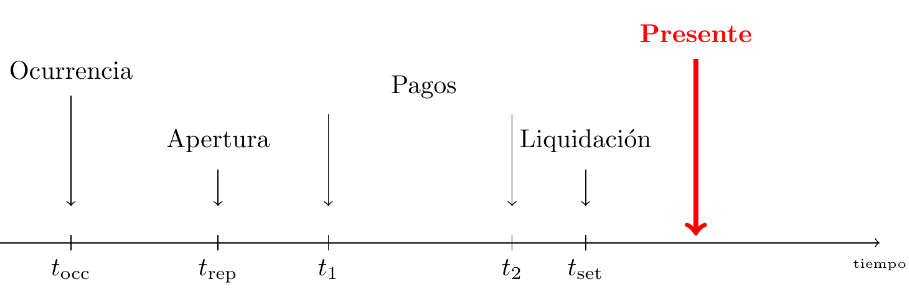 Presente
Ocurrencia
Pagos
Apertura
Liquidación
t_occ
t_rep
t_1
t_2
t_set
tiempo